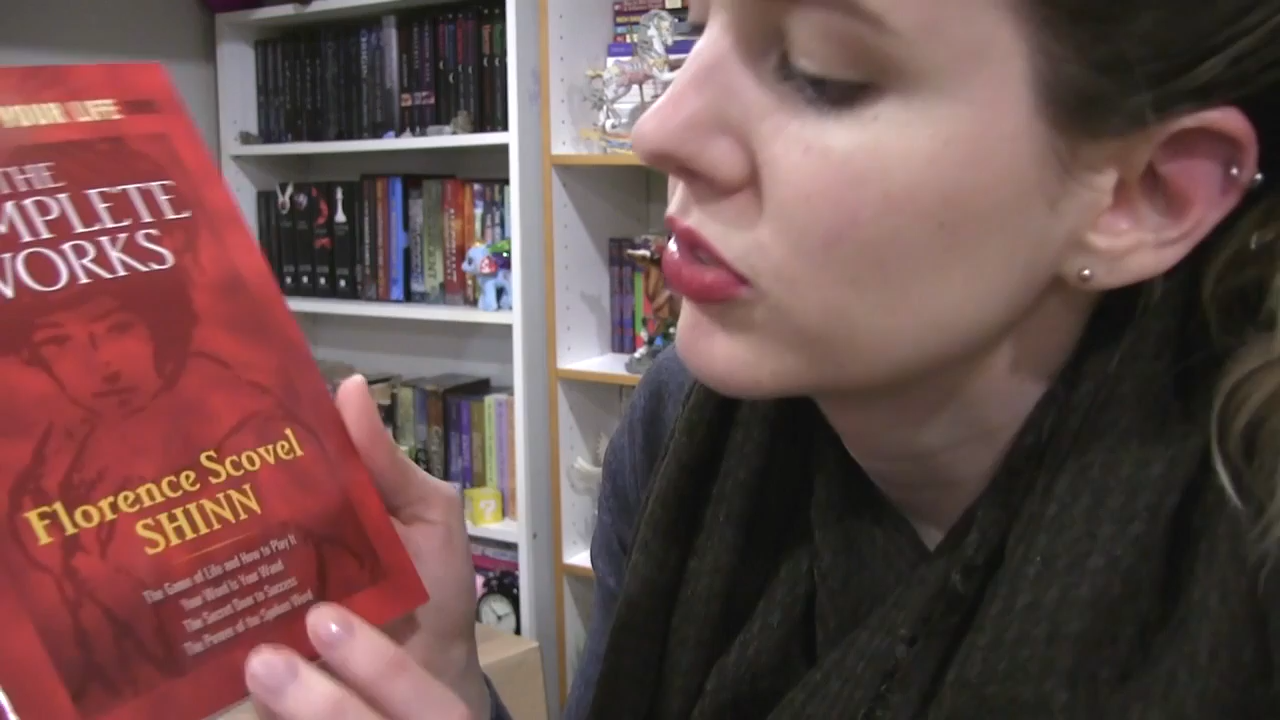 YOUR LIFE
THE
MPLETE
WORKS
Florence Scovel
SHINN
The Game of Life and How to Play It
Your Word is Your Wand
The Secret Door to Success
The Power of the Spoken Word
?